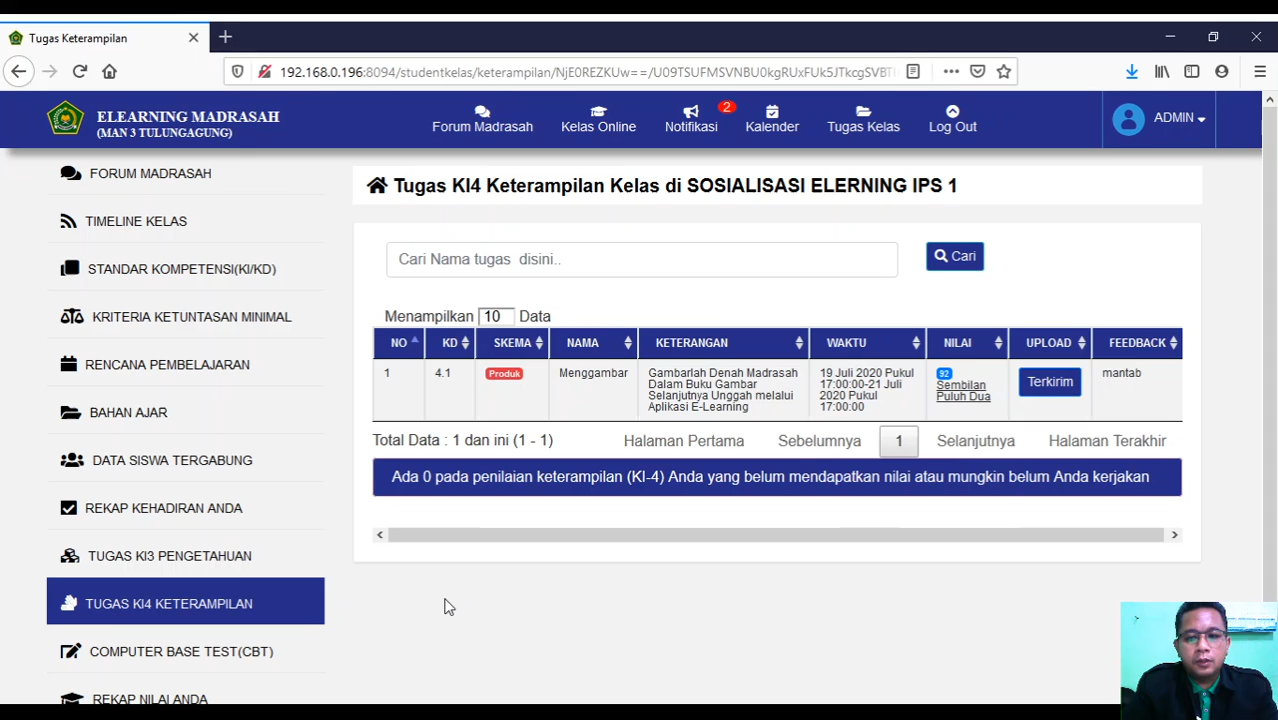 Tugas Keterampilan
192.168.0.196:8094/studentkelas/keterampilan/NjE0REZKUw==/U09TSUFMSVNBU0kgRUxFUk5JTkcgSVBTI
ELEARNING MADRASAH
(MAN 3 TULUNGAGUNG)
Forum Madrasah
Kelas Online
2
Notifikasi
Kalender
Tugas Kelas
Log Out
ADMIN
FORUM MADRASAH
TIMELINE KELAS
STANDAR KOMPETENSI(KI/KD)
KRITERIA KETUNTASAN MINIMAL
RENCANA PEMBELAJARAN
BAHAN AJAR
DATA SISWA TERGABUNG
REKAP KEHADIRAN ANDA
TUGAS KI3 PENGETAHUAN
TUGAS KI4 KETERAMPILAN
COMPUTER BASE TEST(CBT)
REKAP NILAI ANDA
Tugas KI4 Keterampilan Kelas di SOSIALISASI ELERNING IPS 1
Cari Nama tugas disini..
Cari
Menampilkan 10 Data
NO KD SKEMA NAMA KETERANGAN WAKTU NILAI UPLOAD FEEDBACK
1
4.1
Produk
Menggambar
Gambarlah Denah Madrasah
Dalam Buku Gambar
Selanjutnya Unggah melalui
Aplikasi E-Learning
19 Juli 2020 Pukul
17:00:00-21 Juli
2020 Pukul
17:00:00
92
Sembilan
Puluh Dua
Terkirim
mantab
Total Data : 1 dan ini (1 - 1)
Halaman Pertama Sebelumnya 1 Selanjutnya Halaman Terakhir
Ada 0 pada penilaian keterampilan (KI-4) Anda yang belum mendapatkan nilai atau mungkin belum Anda kerjakan